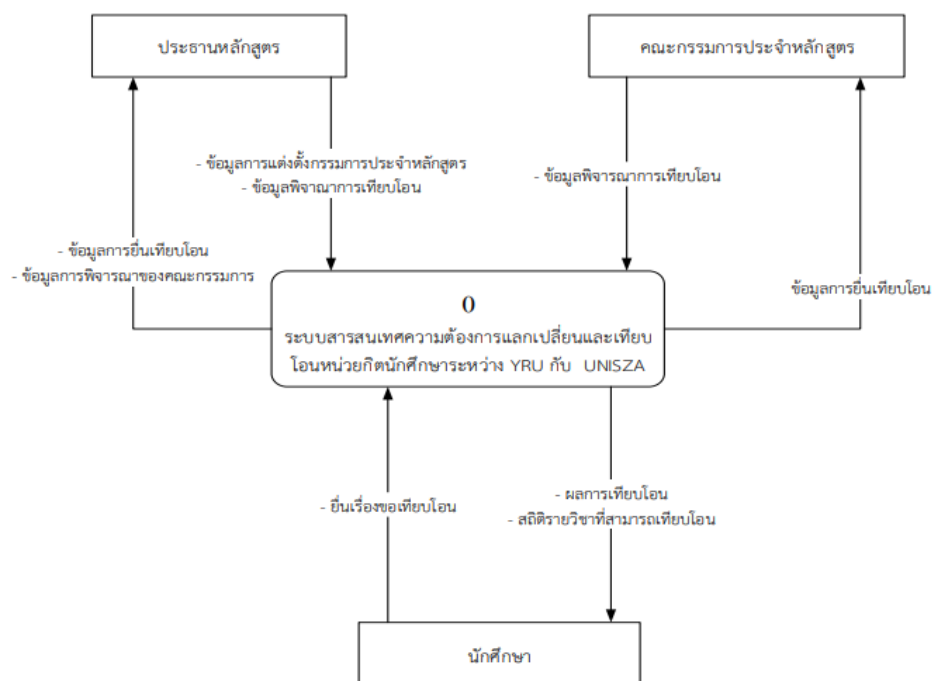 ประธานหลักสูตร
คณะกรรมการประจำหลักสูตร
- ข้อมูลการแต่งตั้งกรรมการประจำหลักสูตร
- ข้อมูลพิจาณาการเทียบโอน
- ข้อมูลพิจารณาการเทียบโอน
- ข้อมูลการยื่นเทียบโอน
- ข้อมูลการพิจารณาของคณะกรรมการ
ข้อมูลการยื่นเทียบโอน
0
ระบบสารสนเทศความต้องการแลกเปลี่ยนและเทียบ
โอนหน่วยกิตนักศึกษาระหว่าง YRU กับ UNISZA
- ยื่นเรื่องขอเทียบโอน
- ผลการเทียบโอน
- สถิติรายวิชาที่สามารถเทียบโอน
นักศึกษา